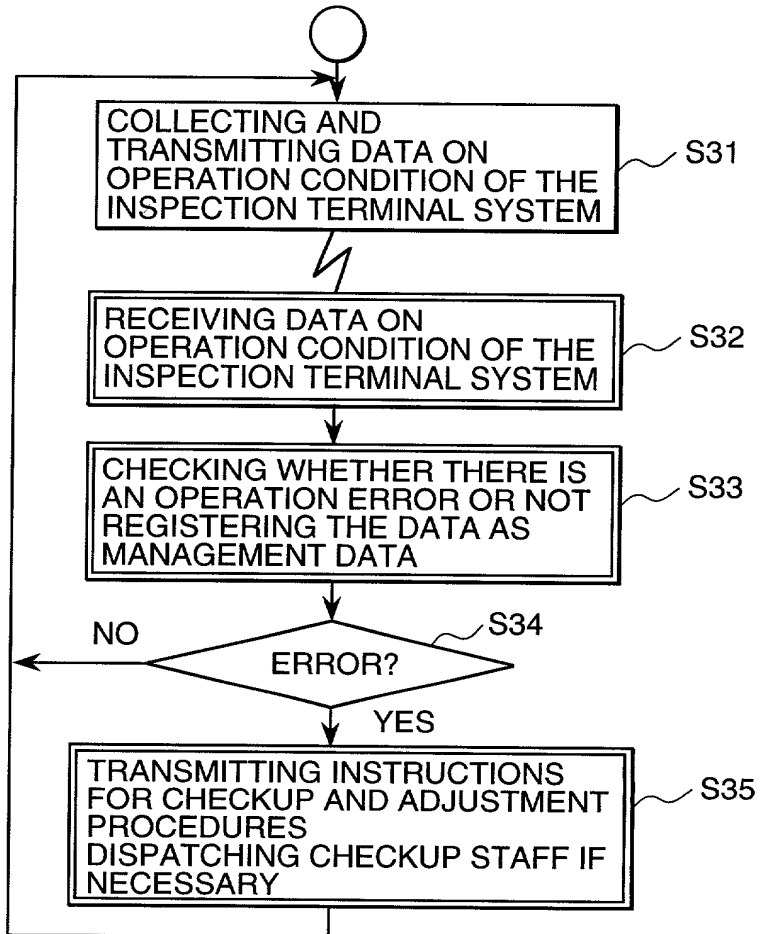 COLLECTING AND
TRANSMITTING DATA ON
OPERATION CONDITION OF THE
INSPECTION TERMINAL SYSTEM
S31
RECEIVING DATA ON
OPERATION CONDITION OF THE
INSPECTION TERMINAL SYSTEM
S32
CHECKING WHETHER THERE IS
AN OPERATION ERROR OR NOT
REGISTERING THE DATA AS
MANAGEMENT DATA
S33
NO
S34
ERROR?
YES
TRANSMITTING INSTRUCTIONS
FOR CHECKUP AND ADJUSTMENT
PROCEDURES
DISPATCHING CHECKUP STAFF IF
NECESSARY
S35